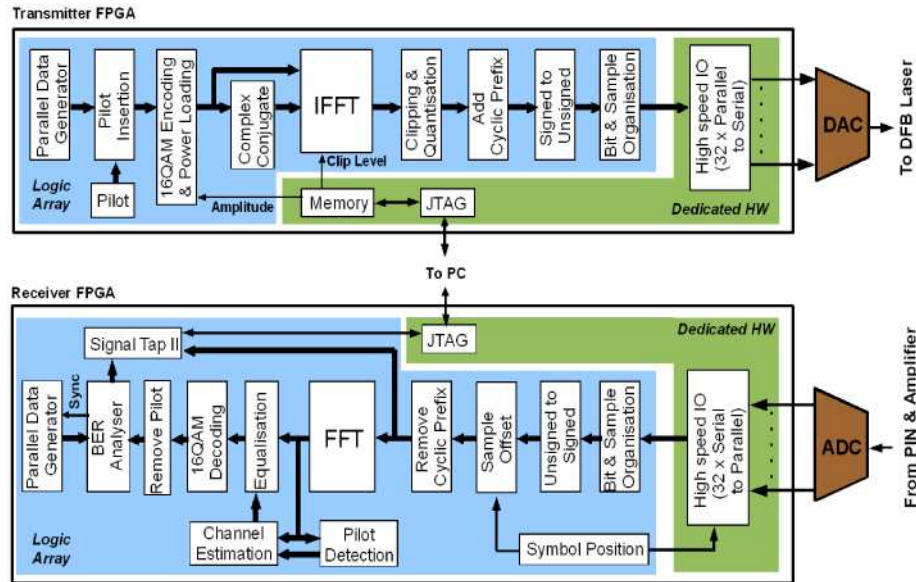 Transmitter FPGA
Parallel Data
Generator
Pilot
Insertion
16QAM Encoding
& Power Loading
Complex
Conjugate
IFFT
Clipping &
Quantisation
Add
Cyclic Prefix
Signed to
Unsigned
Bit & Sample
Organisation
High speed IO
(32 x Parallel
to Serial)
DAC
To DFB Laser
Logic
Array
Pilot
Amplitude
Clip Level
Memory
JTAG
Dedicated HW
To PC
Receiver FPGA
Signal Tap II
JTAG
Dedicated HW
Parallel Data
Generator
Sync
BER
Analyser
Remove Pilot
16QAM
Decoding
Equalisation
FFT
Remove
Cyclic Prefix
Sample
Offset
Unsigned to
Signed
Bit & Sample
Organisation
High speed IO
(32 x Serial
to Parallel)
ADC
From PIN & Amplifier
Logic
Array
Channel
Estimation
Pilot
Detection
Symbol Position